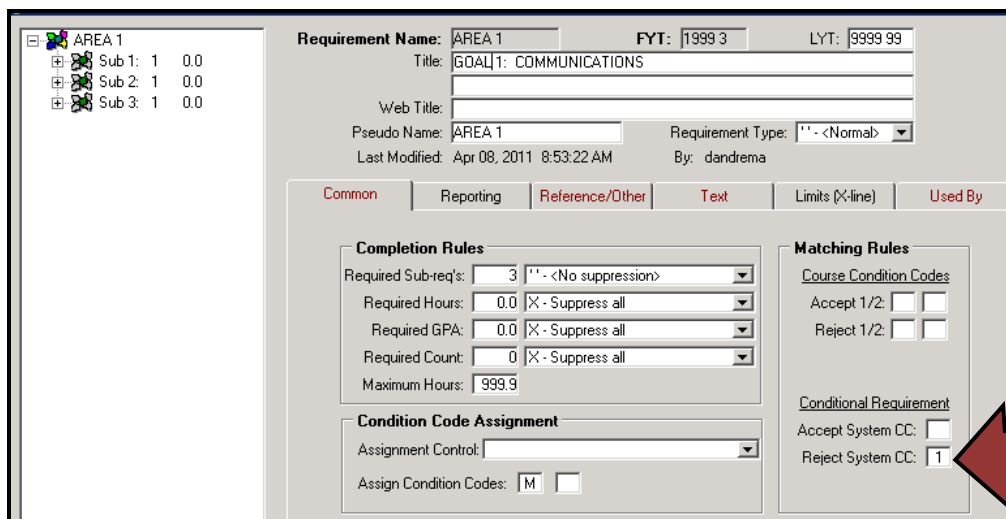 AREA 1
Sub 1: 1 0.0
Sub 2: 1 0.0
Sub 3: 1 0.0
Requirement Name: AREA 1 FYT: 1999 3 LYT: 9999 99
Title: GOAL 1: COMMUNICATIONS
Web Title:
Pseudo Name: AREA 1 Requirement Type: ' ' - <Normal>
Last Modified: Apr 08, 2011 8:53:22 AM By: dandrema
Common Reporting Reference/Other Text Limits (X-line) Used By
Completion Rules
Required Sub-req's: 3 ' ' - <No suppression>
Required Hours: 0.0 X - Suppress all
Required GPA: 0.0 X - Suppress all
Required Count: 0 X - Suppress all
Maximum Hours: 999.9
Condition Code Assignment
Assignment Control:
Assign Condition Codes: M
Matching Rules
Course Condition Codes
Accept 1/2:
Reject 1/2:
Conditional Requirement
Accept System CC:
Reject System CC: 1